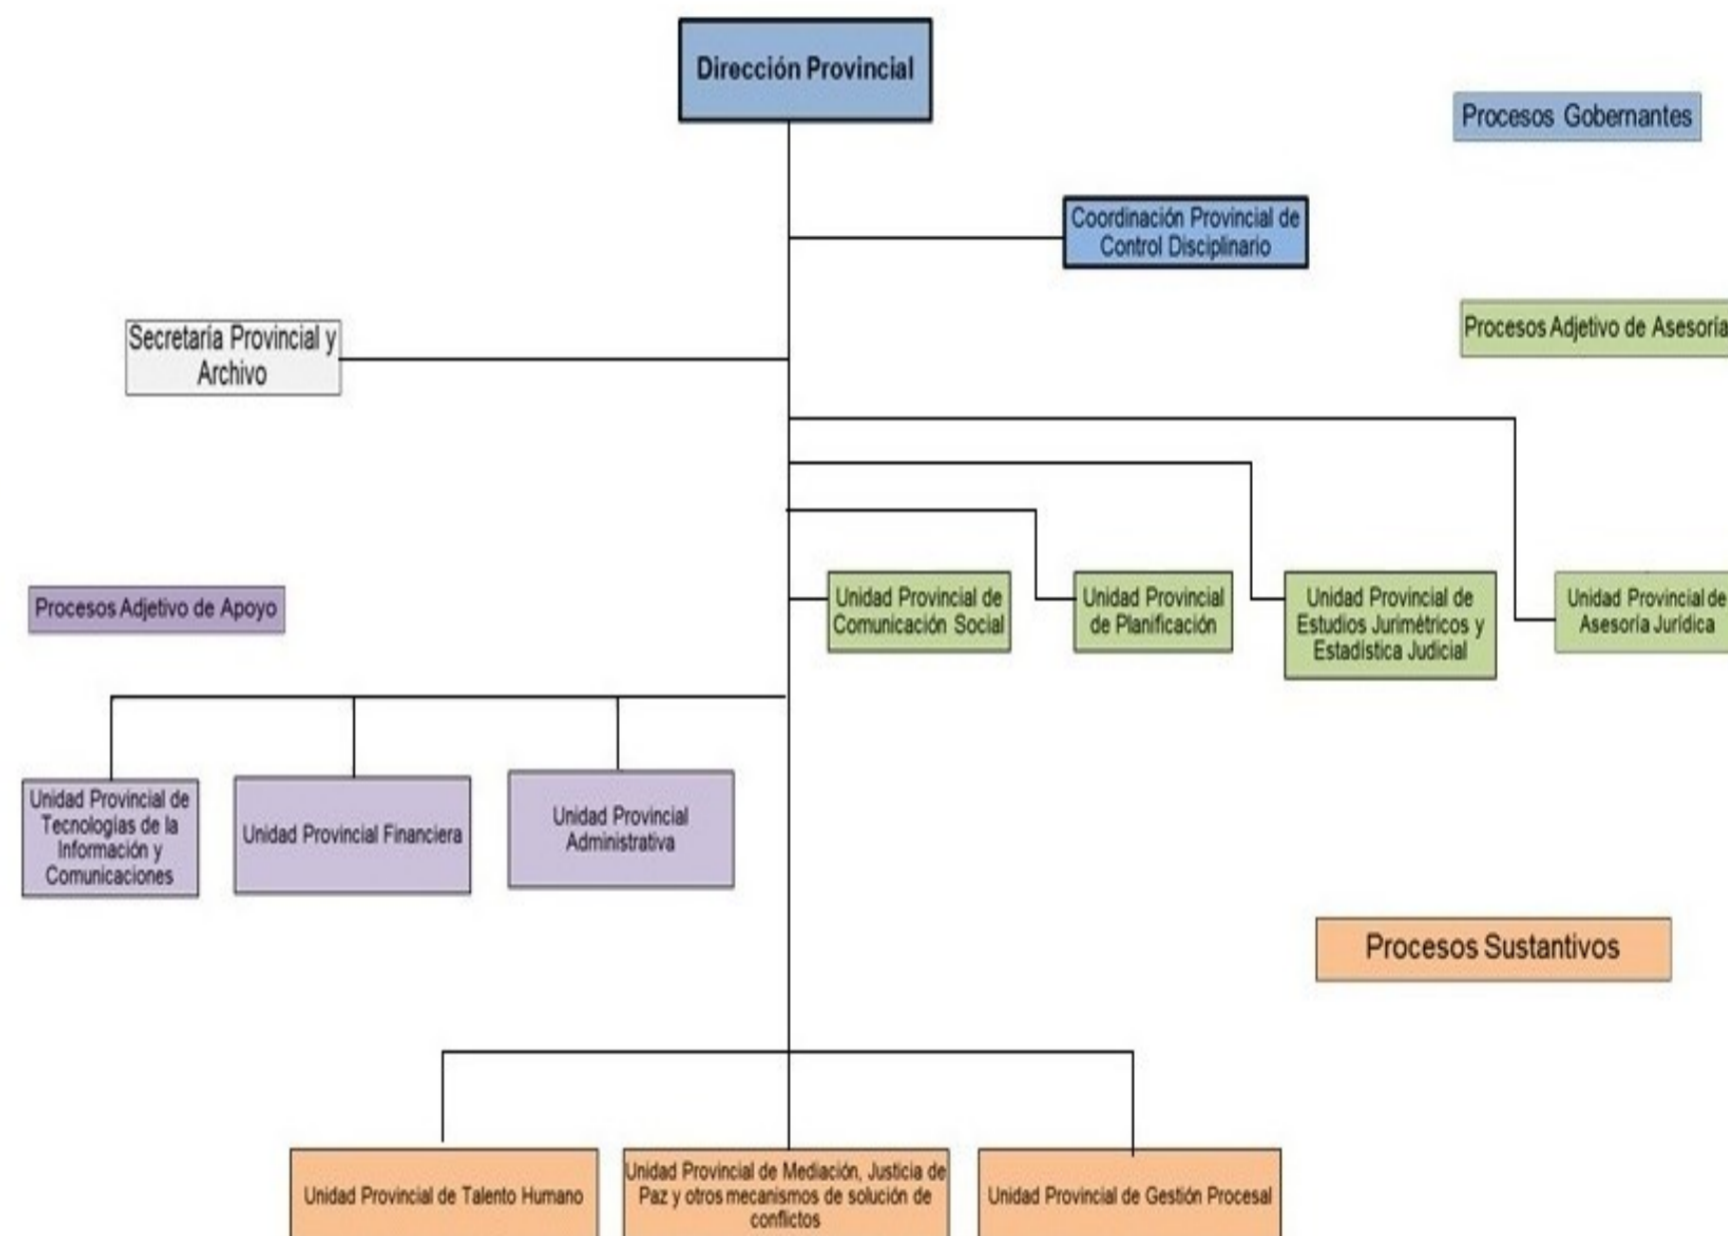 Dirección Provincial
Procesos Gobernantes
Coordinación Provincial de
Control Disciplinario
Procesos Adjetivo de Asesoría
Secretaría Provincial y
Archivo
Procesos Adjetivo de Apoyo
Unidad Provincial de
Comunicación Social
Unidad Provincial
de Planificación
Unidad Provincial de
Estudios Jurimétricos y
Estadística Judicial
Unidad Provincial de
Asesoría Jurídica
Unidad Provincial de
Tecnologías de la
Información y
Comunicaciones
Unidad Provincial Financiera
Unidad Provincial
Administrativa
Procesos Sustantivos
Unidad Provincial de Talento Humano
Unidad Provincial de Mediación, Justicia de
Paz y otros mecanismos de solución de
conflictos
Unidad Provincial de Gestión Procesal